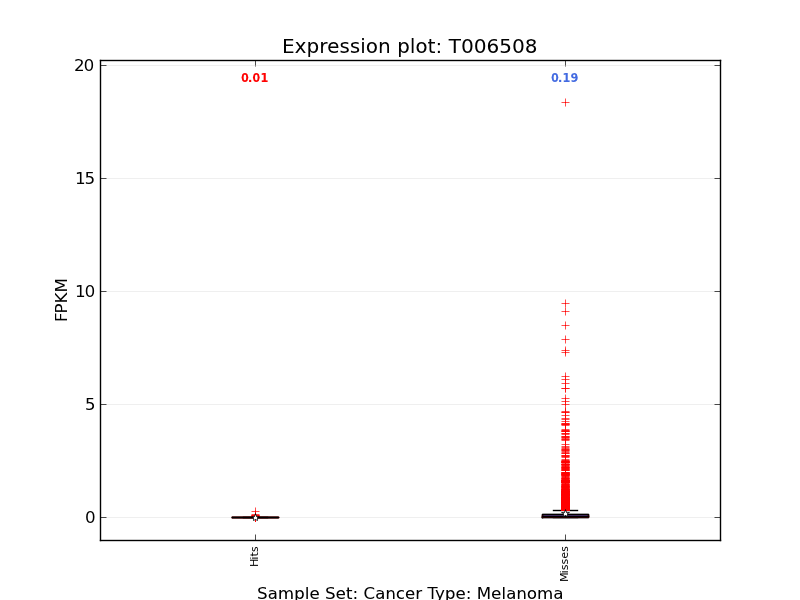 Expression plot: T006508
20
0.01
0.19
15
10
5
0
FPKM
Hits
Misses
Sample Set: Cancer Type: Melanoma